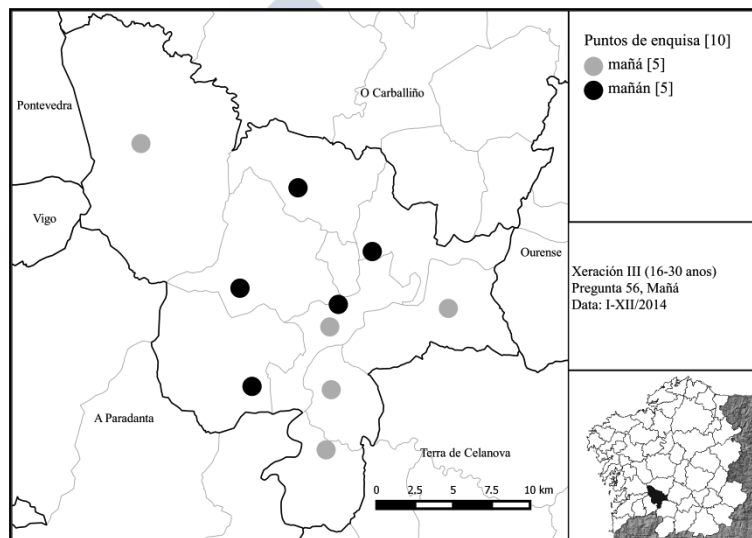 Puntos de enquisa [10]
mañá [5]
mañán [5]
O Carballiño
Pontevedra
Vigo
Ourense
Xeración III (16-30 anos)
Pregunta 56, Mañá
Data: I-XII/2014
A Paradanta
Terra de Celanova
0 2,5 5 7.5 10 km